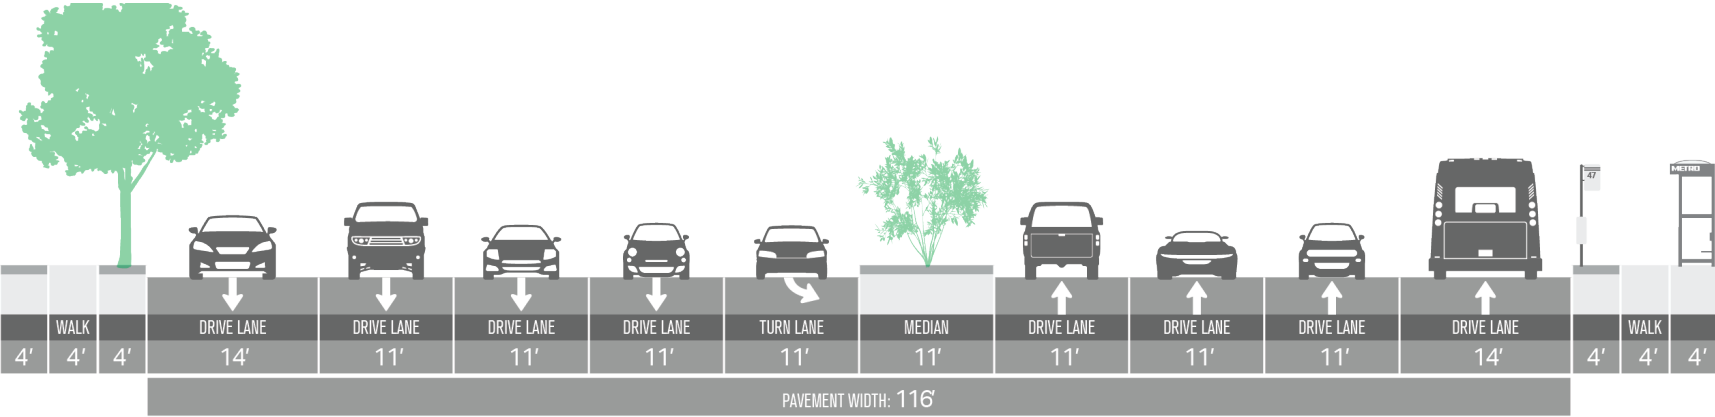 47
METRO
WALK
DRIVE LANE
DRIVE LANE
DRIVE LANE
DRIVE LANE
TURN LANE
MEDIAN
DRIVE LANE
DRIVE LANE
DRIVE LANE
DRIVE LANE
WALK
4′
4′
4′
14′
11′
11′
11′
11′
11′
11′
11′
11′
14′
4′
4′
4′
PAVEMENT WIDTH: 116′